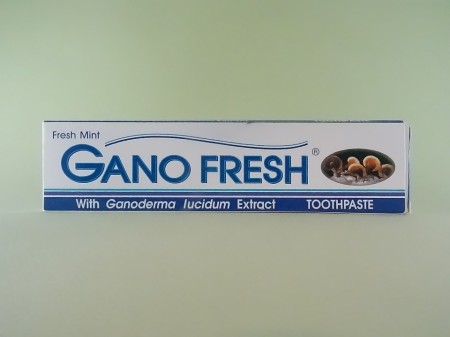 Fresh Mint
GANO FRESH ®
With Ganoderma lucidum Extract TOOTHPASTE